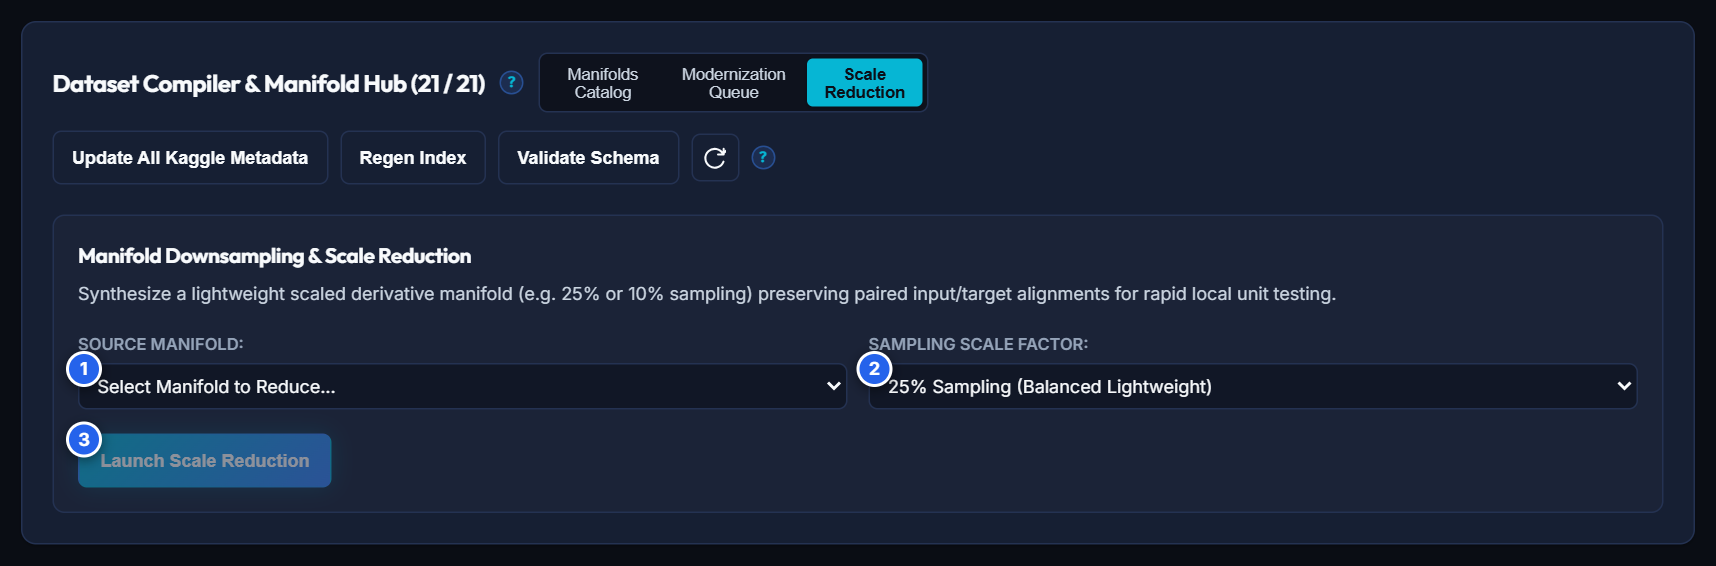 Dataset Compiler & Manifold Hub (21 / 21)
?
Manifolds
Catalog
Modernization
Queue
Scale
Reduction
Update All Kaggle Metadata
Regen Index
Validate Schema
?
Manifold Downsampling & Scale Reduction
Synthesize a lightweight scaled derivative manifold (e.g. 25% or 10% sampling) preserving paired input/target alignments for rapid local unit testing.
SOURCE MANIFOLD:
1
Select Manifold to Reduce...
SAMPLING SCALE FACTOR:
2
25% Sampling (Balanced Lightweight)
3
Launch Scale Reduction